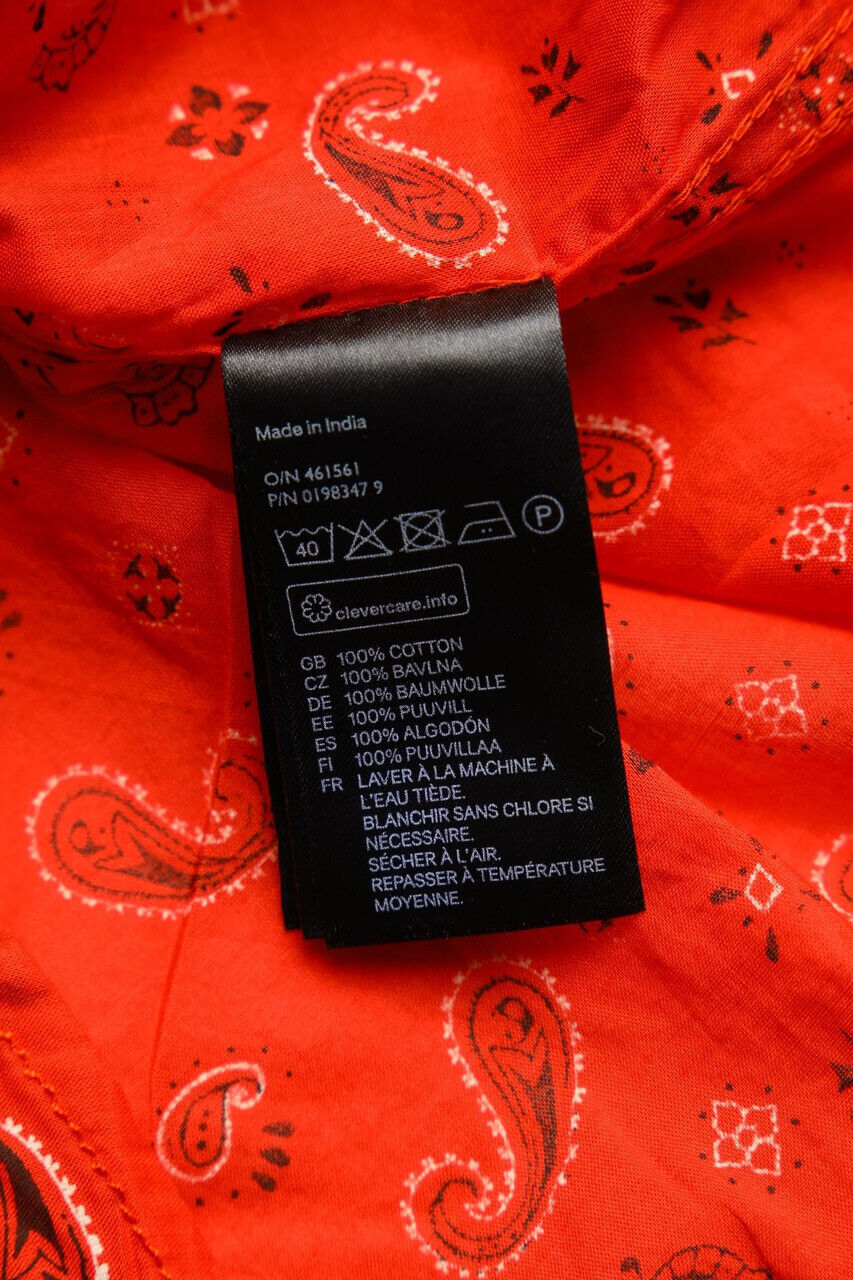 Made in India
O/N 461561
P/N 0198347 9
40 P
clevercare.info
GB 100% COTTON
CZ 100% BAVLNA
DE 100% BAUMWOLLE
EE 100% PUUVILL
ES 100% ALGODÓN
FI 100% PUUVILLAA
FR LAVER À LA MACHINE À
L'EAU TIÈDE.
BLANCHIR SANS CHLORE SI
NÉCESSAIRE.
SÉCHER À L'AIR.
REPASSER À TEMPÉRATURE
MOYENNE.